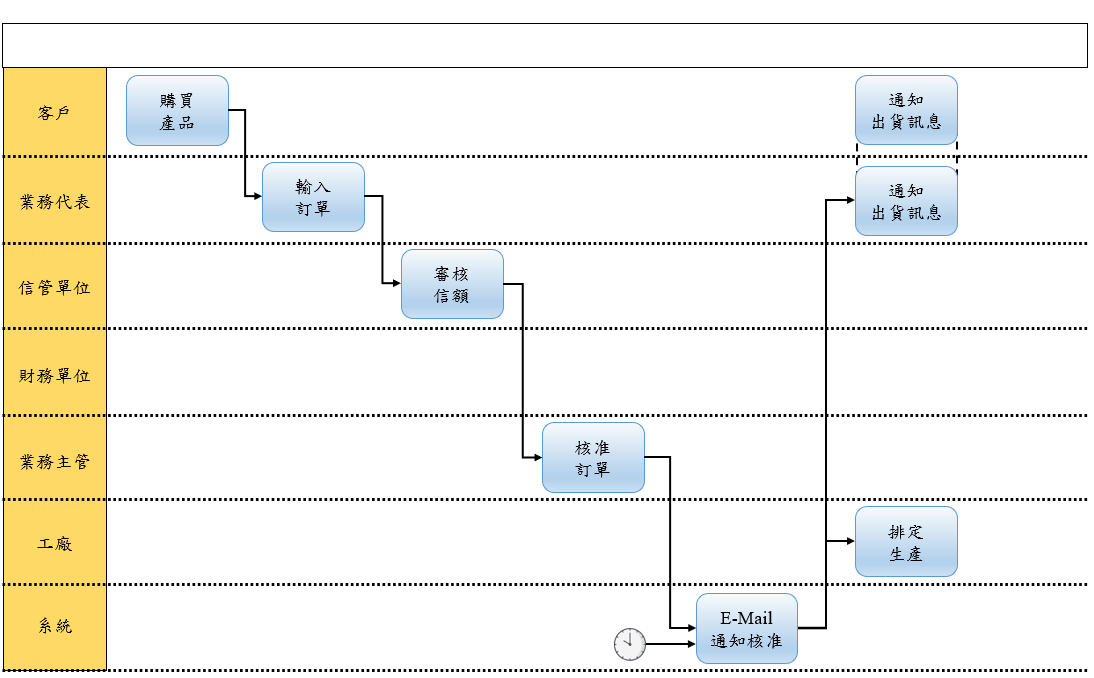 客戶
購買
產品
通知
出貨訊息
業務代表
輸入
訂單
通知
出貨訊息
信管單位
審核
信額
財務單位
業務主管
核准
訂單
工廠
排定
生產
系統
E-Mail
通知核准